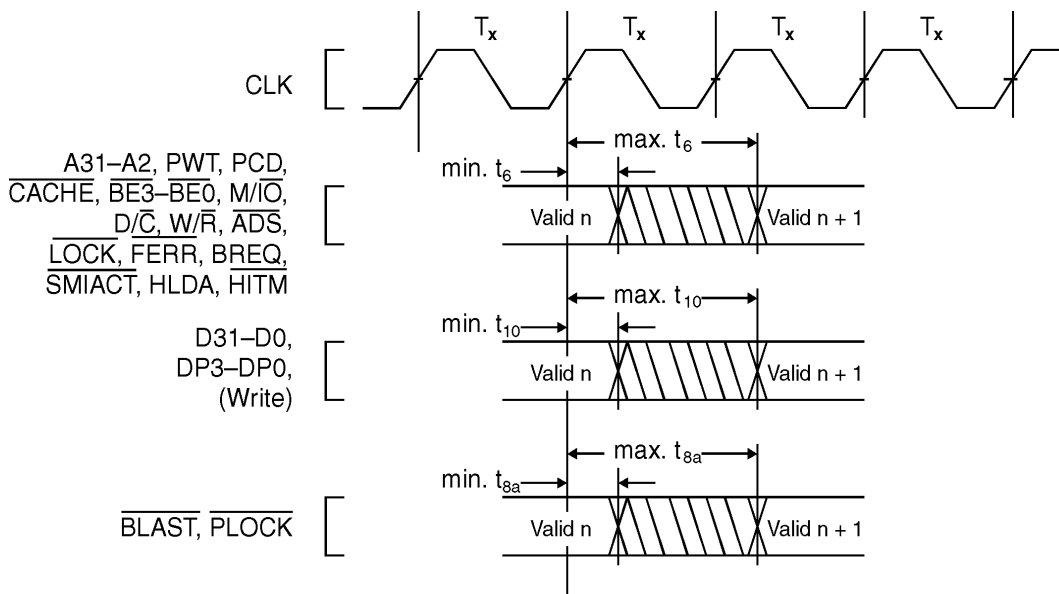 Tx Tx Tx Tx
CLK
max. t6
min. t6
A31–A2, PWT, PCD,
CACHE, BE3–BE0, M/IO,
D/C, W/R, ADS,
LOCK, FERR, BREQ,
SMIACT, HLDA, HITM
Valid n Valid n + 1
max. t10
min. t10
D31–D0,
DP3–DP0,
(Write)
Valid n Valid n + 1
max. t8a
min. t8a
BLAST, PLOCK
Valid n Valid n + 1